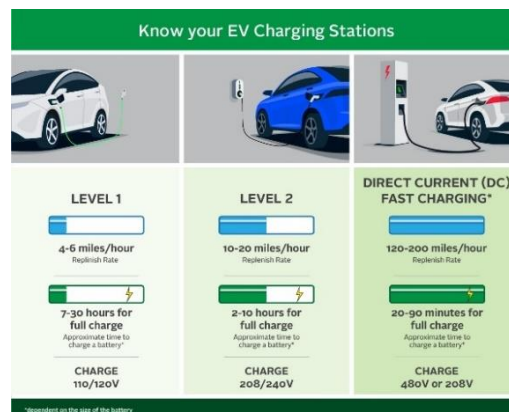 Know your EV Charging Stations
LEVEL 1
4-6 miles/hour
Replinish Rate
7-30 hours for
full charge
Approximate time to
charge a battery*
CHARGE
110/120V
LEVEL 2
10-20 miles/hour
Replenish Rate
2-10 hours for
full charge
Approximate time to
charge a battery*
CHARGE
208/240V
DIRECT CURRENT (DC)
FAST CHARGING*
120-200 miles/hour
Replenish Rate
20-90 minutes for
full charge
Approximate time to
charge a battery*
CHARGE
480V or 208V
*dependent on the size of the battery